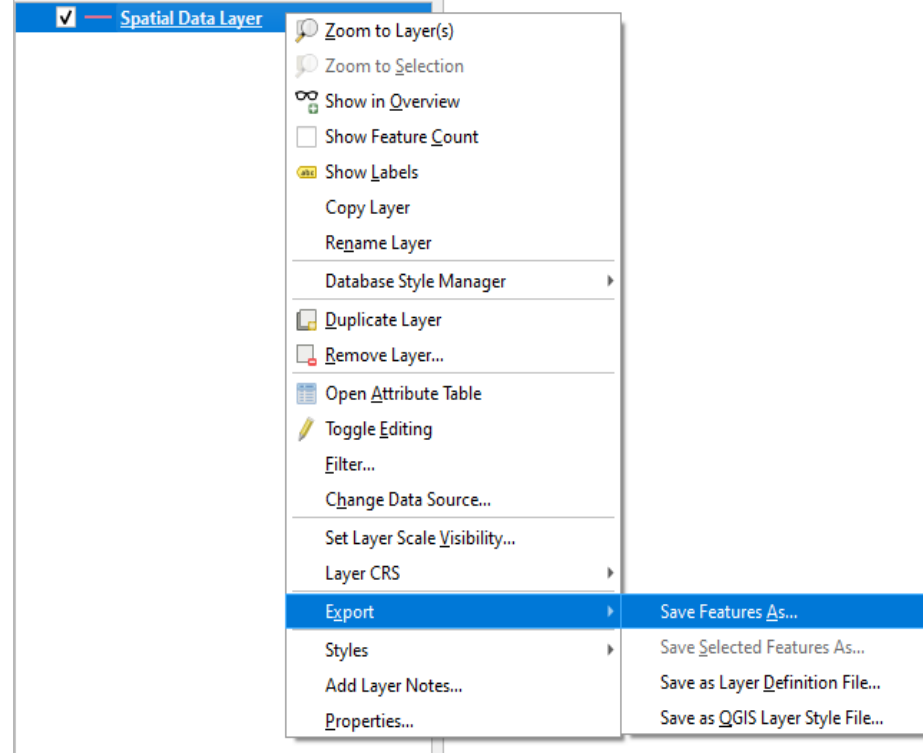 Spatial Data Layer
Zoom to Layer(s)
Zoom to Selection
Show in Overview
Show Feature Count
abc Show Labels
Copy Layer
Rename Layer
Database Style Manager
Duplicate Layer
Remove Layer...
Open Attribute Table
Toggle Editing
Filter...
Change Data Source...
Set Layer Scale Visibility...
Layer CRS
Export
Save Features As...
Save Selected Features As...
Save as Layer Definition File...
Save as QGIS Layer Style File...
Styles
Add Layer Notes...
Properties...